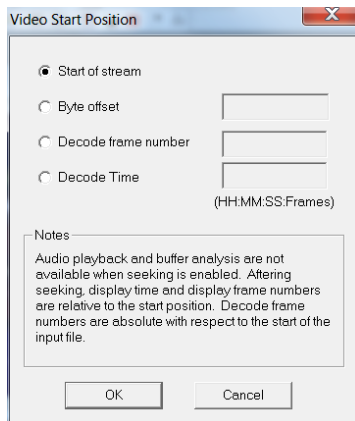 Video Start Position
Start of stream
Byte offset
Decode frame number
Decode Time
(HH:MM:SS:Frames)
Notes
Audio playback and buffer analysis are not
available when seeking is enabled. Aftering
seeking, display time and display frame numbers
are relative to the start position. Decode frame
numbers are absolute with respect to the start of the
input file.
OK
Cancel